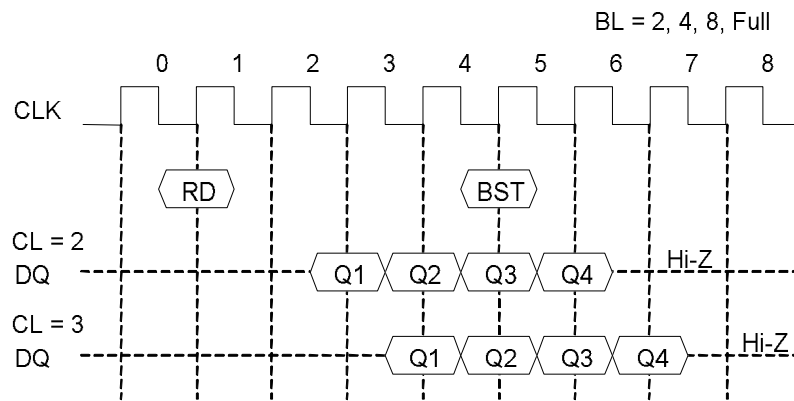 BL = 2, 4, 8, Full
0 1 2 3 4 5 6 7 8
CLK
RD BST
CL = 2
DQ Q1 Q2 Q3 Q4 Hi-Z
CL = 3
DQ Q1 Q2 Q3 Q4 Hi-Z